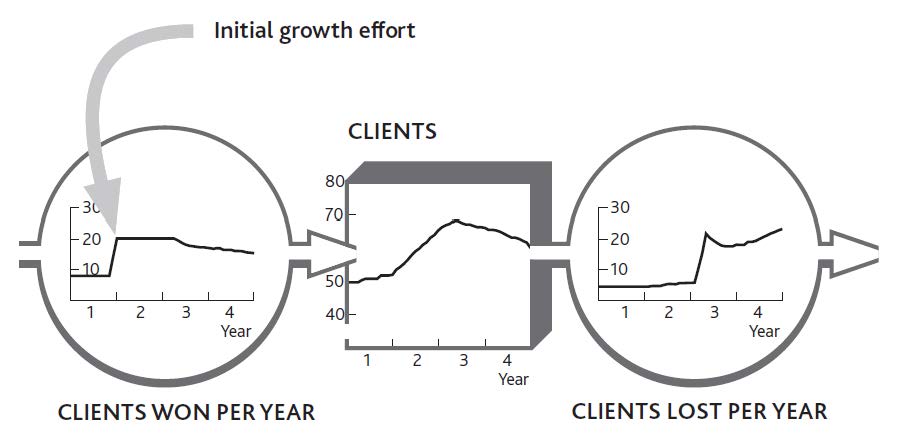 Initial growth effort
CLIENTS
30
20
10
1 2 3 4
Year
80
70
50
40
1 2 3 4
Year
30
20
10
1 2 3 4
Year
CLIENTS WON PER YEAR
CLIENTS LOST PER YEAR